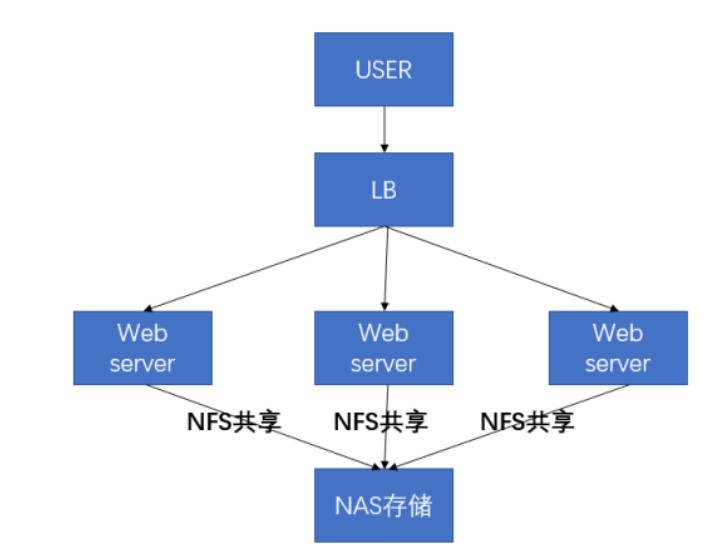 USER
LB
Web
server
Web
server
Web
server
NFS共享
NFS共享
NFS共享
NAS存储